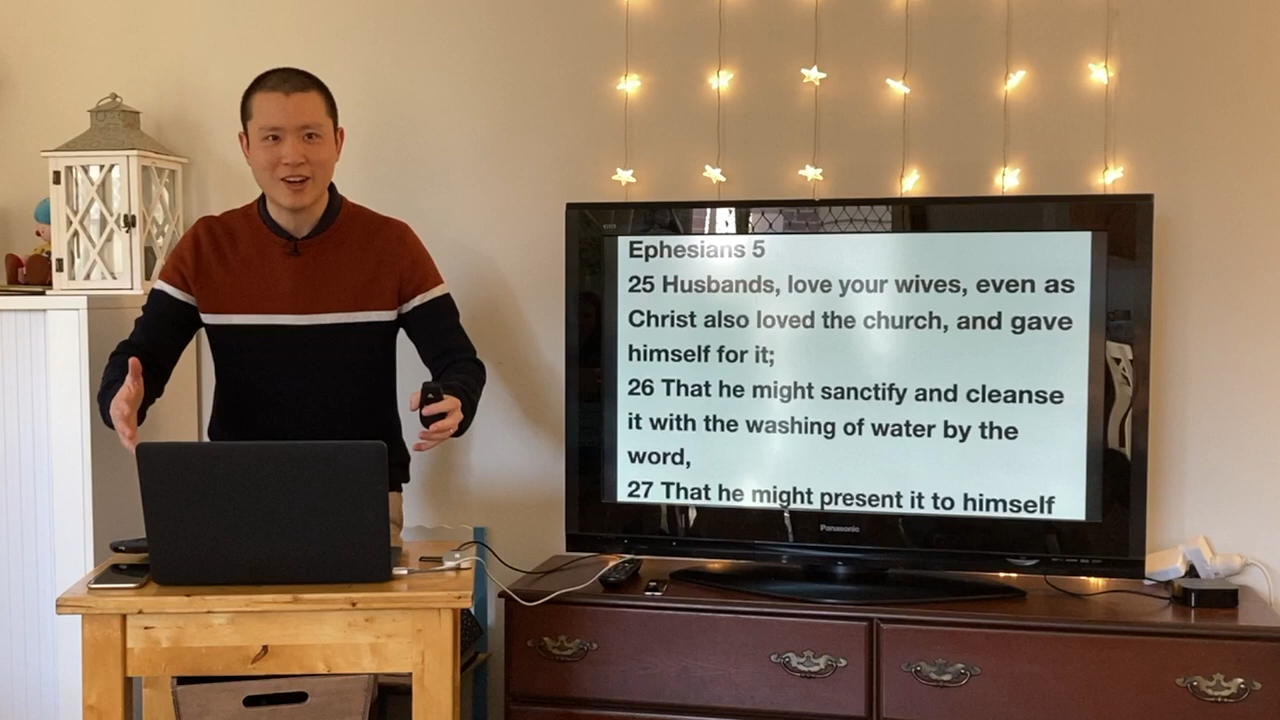 Ephesians 5
25 Husbands, love your wives, even as
Christ also loved the church, and gave
himself for it;
26 That he might sanctify and cleanse
it with the washing of water by the
word,
27 That he might present it to himself
Panasonic